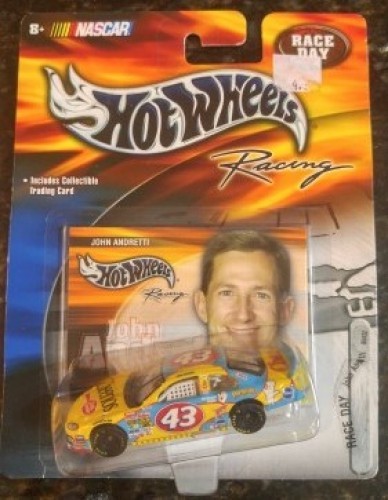 8+ NASCAR
RACE
DAY
Hot Wheels
Racing
• Includes Collectible
Trading Card
JOHN ANDRETTI
Hot Wheels
Racing
John
43
43
RACE DAY